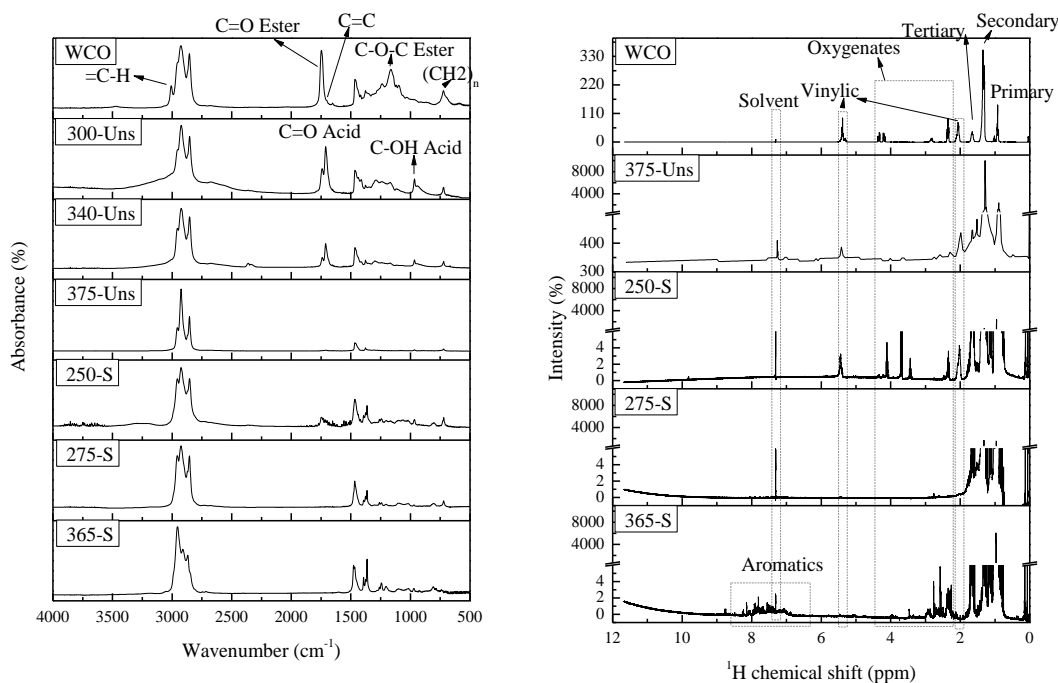 C=O Ester
C=C
WCO
C-O-C Ester
=C-H
(CH2)n
300-Uns
C=O Acid
C-OH Acid
340-Uns
375-Uns
250-S
275-S
365-S
4000 3500 3000 2500 2000 1500 1000 500
Wavenumber (cm-1)
Absorbance (%)
Secondary
Tertiary
WCO
Oxygenates
330
220
110
0
Solvent
Vinylic
Primary
375-Uns
8000
4000
400
300
250-S
8000
4000
4
2
0
275-S
8000
4000
4
2
0
365-S
8000
4000
4
2
0
Aromatics
12 10 8 6 4 2 0
1H chemical shift (ppm)
Intensity (%)